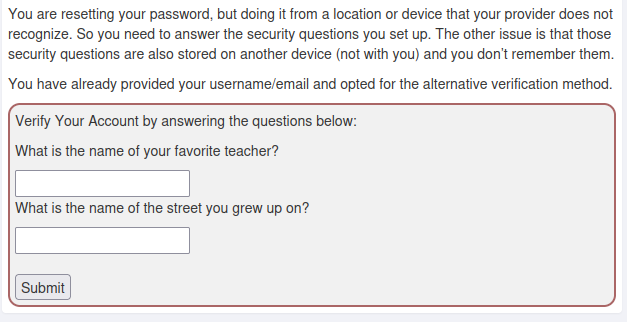 You are resetting your password, but doing it from a location or device that your provider does not
recognize. So you need to answer the security questions you set up. The other issue is that those
security questions are also stored on another device (not with you) and you don’t remember them.
You have already provided your username/email and opted for the alternative verification method.
Verify Your Account by answering the questions below:
What is the name of your favorite teacher?
What is the name of the street you grew up on?
Submit